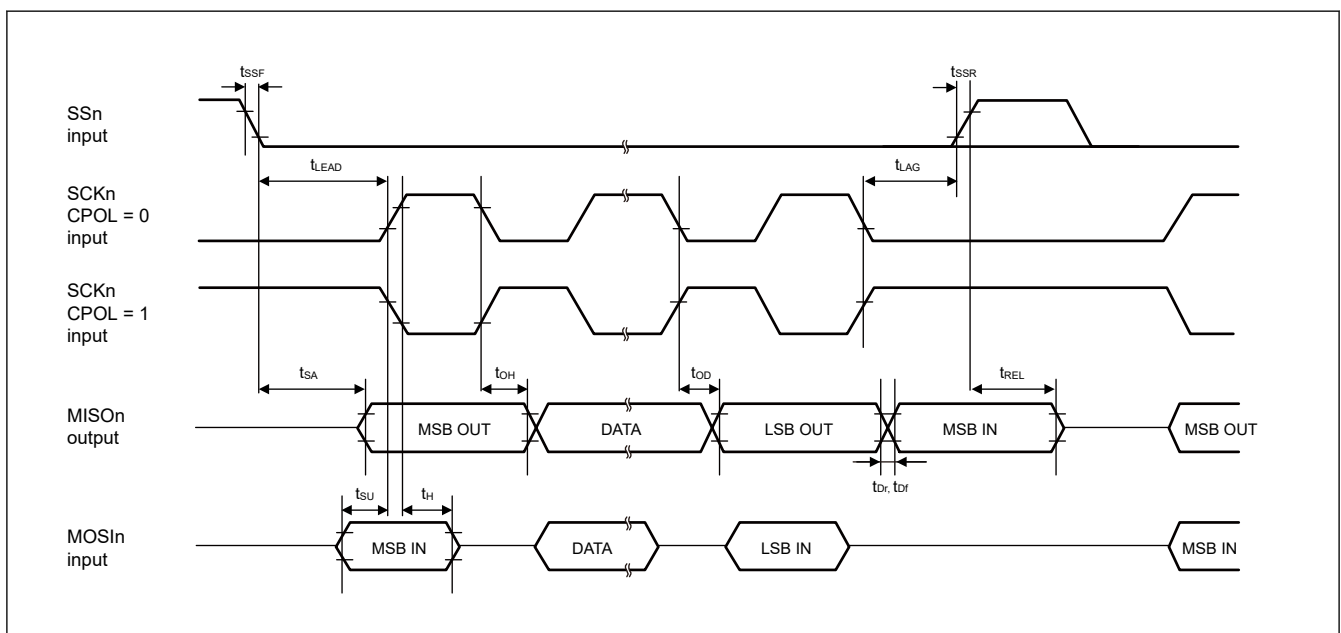 tSSF
tSSR
SSn
input
tLEAD
tLAG
SCKn
CPOL = 0
input
SCKn
CPOL = 1
input
tSA
tOH
tOD
tREL
MISOn
output
MSB OUT
DATA
LSB OUT
MSB IN
MSB OUT
tDr, tDf
tSU
tH
MOSIn
input
MSB IN
DATA
LSB IN
MSB IN